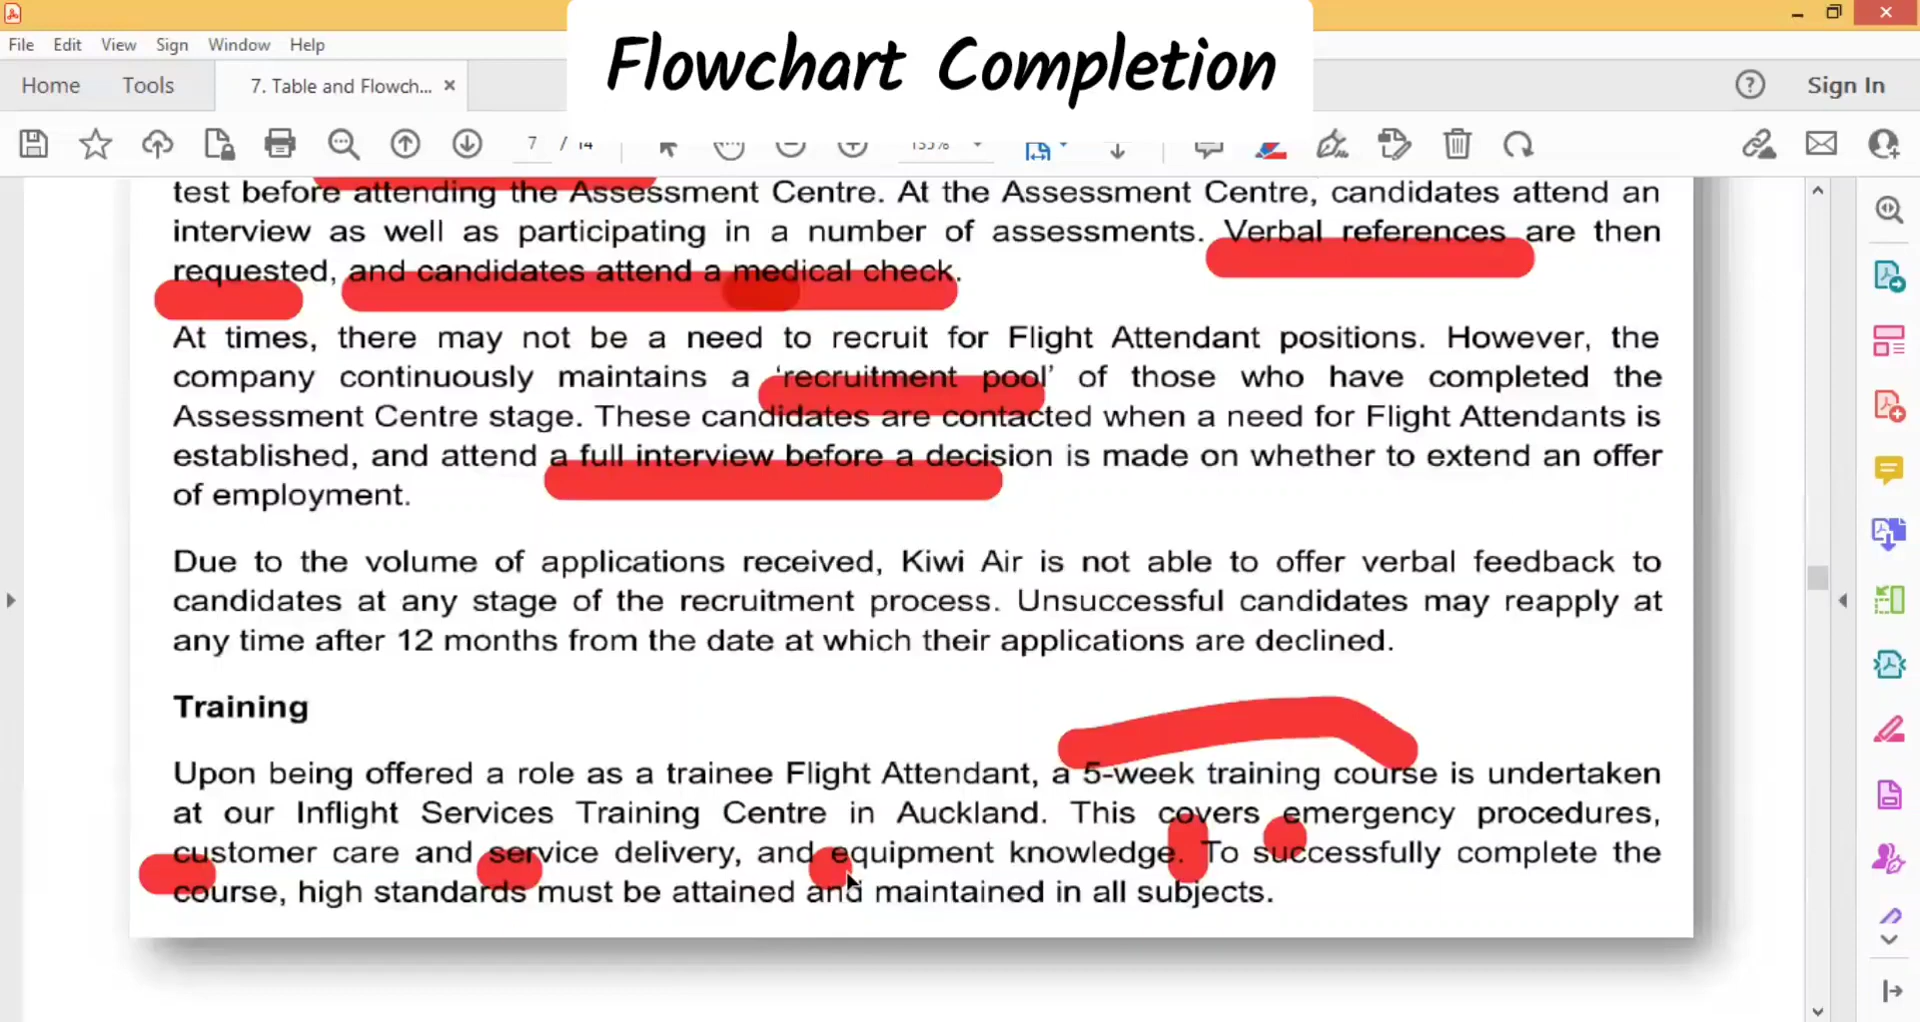 Flowchart Completion
File Edit View Sign Window Help
Home Tools 7. Table and Flowch... Sign In
7 / 14 155%
test before attending the Assessment Centre. At the Assessment Centre, candidates attend an
interview as well as participating in a number of assessments. Verbal references are then
requested, and candidates attend a medical check.
At times, there may not be a need to recruit for Flight Attendant positions. However, the
company continuously maintains a ‘recruitment pool’ of those who have completed the
Assessment Centre stage. These candidates are contacted when a need for Flight Attendants is
established, and attend a full interview before a decision is made on whether to extend an offer
of employment.
Due to the volume of applications received, Kiwi Air is not able to offer verbal feedback to
candidates at any stage of the recruitment process. Unsuccessful candidates may reapply at
any time after 12 months from the date at which their applications are declined.
Training
Upon being offered a role as a trainee Flight Attendant, a 5-week training course is undertaken
at our Inflight Services Training Centre in Auckland. This covers emergency procedures,
customer care and service delivery, and equipment knowledge. To successfully complete the
course, high standards must be attained and maintained in all subjects.